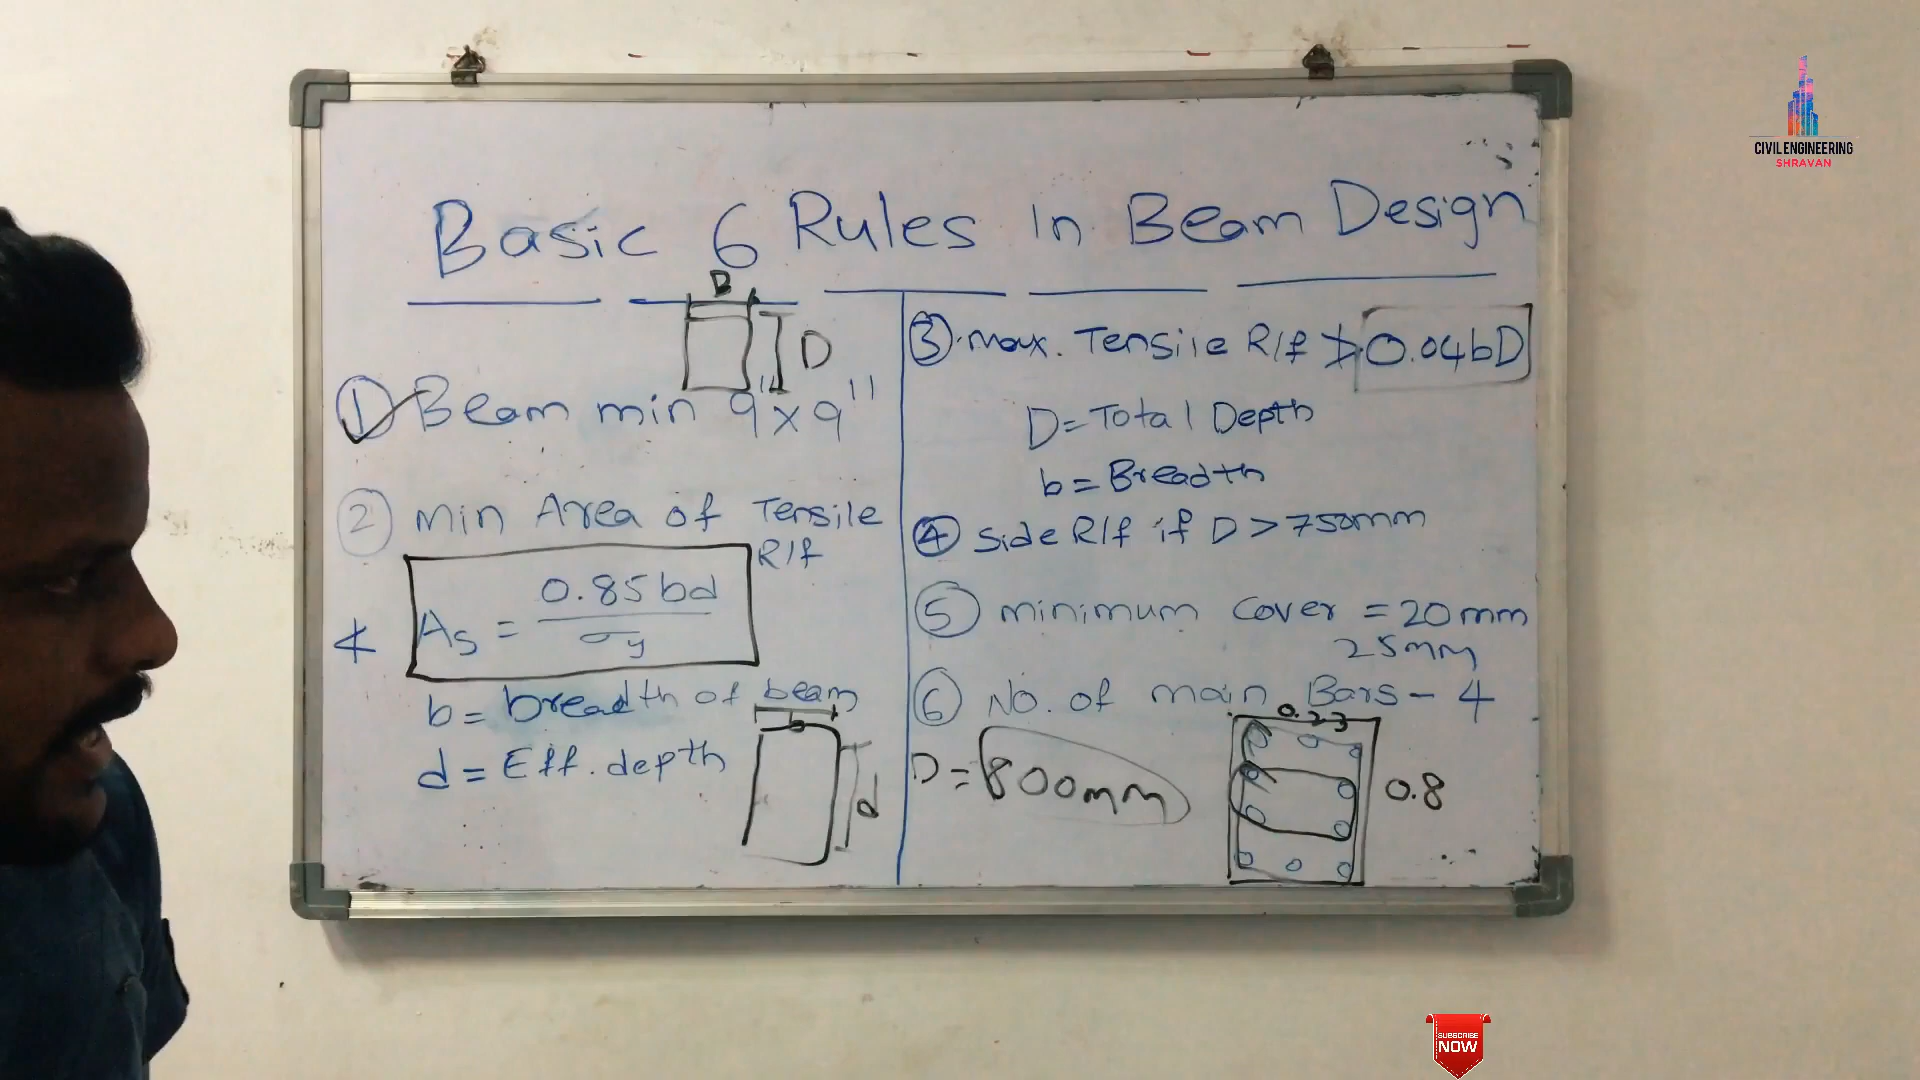 Basic 6 Rules in Beam Design
B
D
① Beam min 9"x9"
② Min Area of Tensile
R/f
As = 0.85bd / σy
b = breadth of beam
d = Eff. depth
b
d
③ max. Tensile R/f ≯ 0.04bD
D = Total Depth
b = Breadth
④ Side R/f if D > 750mm
⑤ minimum cover = 20mm
25mm
⑥ No. of main Bars - 4
D = 800mm
0.23
0.8
CIVIL ENGINEERING
SHRAVAN
SUBSCRIBE
NOW